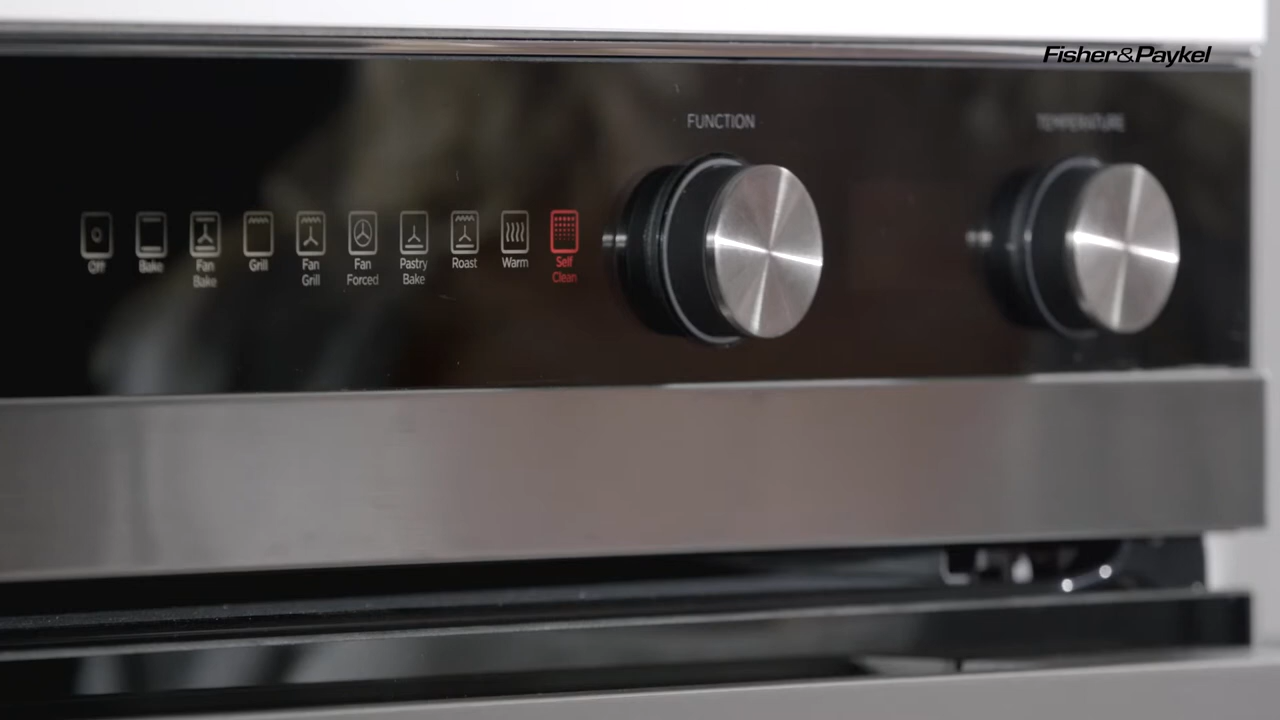 Fisher&Paykel
FUNCTION
TEMPERATURE
Off
Bake
Fan
Bake
Grill
Fan
Grill
Fan
Forced
Pastry
Bake
Roast
Warm
Self
Clean